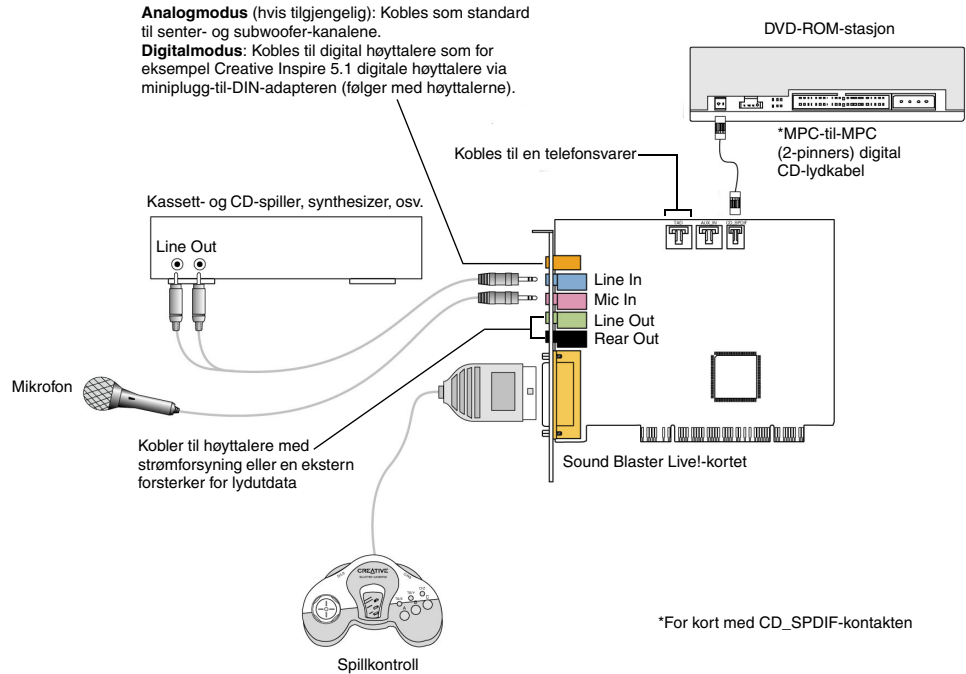 Analogmodus (hvis tilgjengelig): Kobles som standard
til senter- og subwoofer-kanalene.
Digitalmodus: Kobles til digital høyttalere som for
eksempel Creative Inspire 5.1 digitale høyttalere via
miniplugg-til-DIN-adapteren (følger med høyttalerne).
DVD-ROM-stasjon
*MPC-til-MPC
(2-pinners) digital
CD-lydkabel
Kobles til en telefonsvarer
Kassett- og CD-spiller, synthesizer, osv.
Line Out
TAD
AUX_IN
CD_SPDIF
Line In
Mic In
Line Out
Rear Out
Mikrofon
Kobler til høyttalere med
strømforsyning eller en ekstern
forsterker for lydutdata
Sound Blaster Live!-kortet
CREATIVE
*For kort med CD_SPDIF-kontakten
Spillkontroll